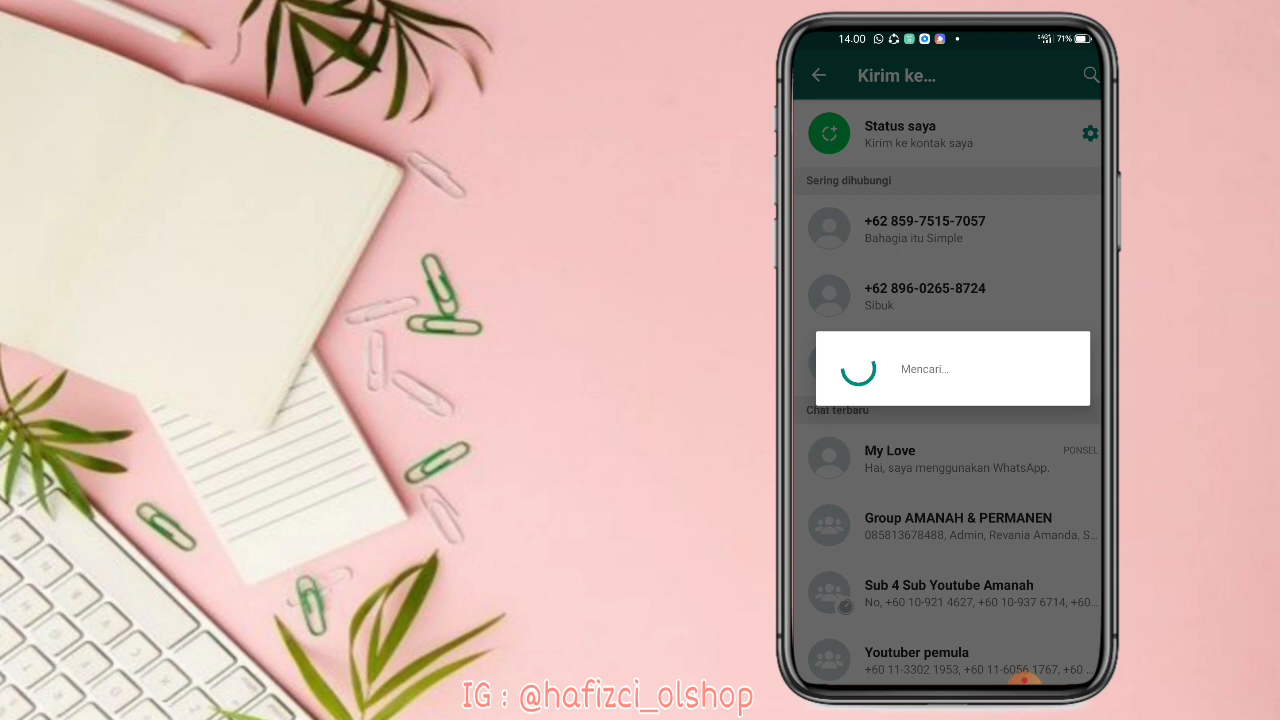 14.00
71%
Kirim ke...
Status saya
Kirim ke kontak saya
Sering dihubungi
+62 859-7515-7057
Bahagia itu Simple
+62 896-0265-8724
Sibuk
Mencari...
Chat terbaru
My Love
PONSEL
Hai, saya menggunakan WhatsApp.
Group AMANAH & PERMANEN
085813678488, Admin, Revania Amanda, S...
Sub 4 Sub Youtube Amanah
No, +60 10-921 4627, +60 10-937 6714, +60...
Youtuber pemula
+60 11-3302 1953, +60 11-6056 1767, +60 ...
IG : @hafizci_olshop